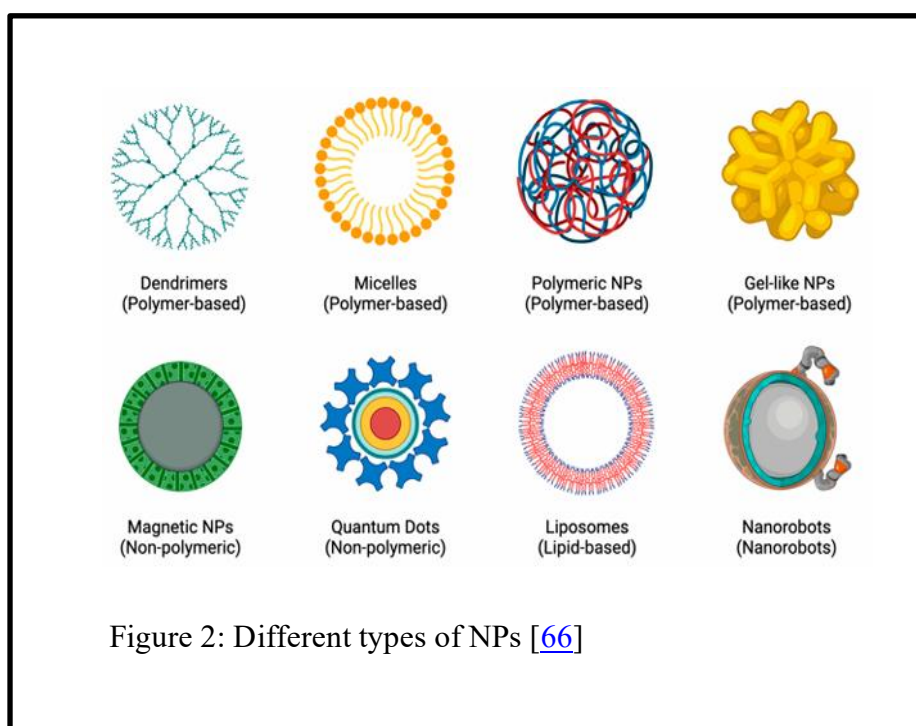 Dendrimers
(Polymer-based)
Micelles
(Polymer-based)
Polymeric NPs
(Polymer-based)
Gel-like NPs
(Polymer-based)
Magnetic NPs
(Non-polymeric)
Quantum Dots
(Non-polymeric)
Liposomes
(Lipid-based)
Nanorobots
(Nanorobots)
Figure 2: Different types of NPs [66]